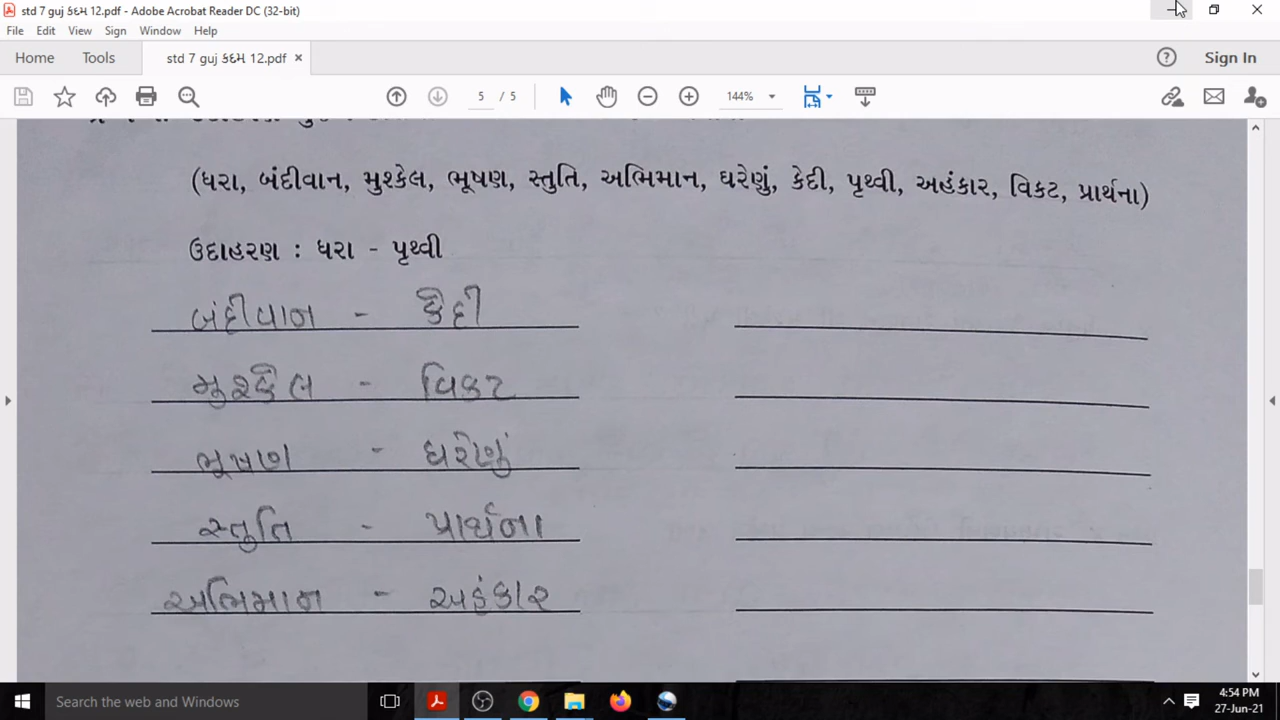 std 7 guj કદમ 12.pdf - Adobe Acrobat Reader DC (32-bit)
File Edit View Sign Window Help
Home Tools std 7 guj કદમ 12.pdf × Sign In
5 / 5 144%
(ધરા, બંદીવાન, મુશ્કેલ, ભૂષણ, સ્તુતિ, અભિમાન, ઘરેણું, કેદી, પૃથ્વી, અહંકાર, વિકટ, પ્રાર્થના)
ઉદાહરણ : ધરા - પૃથ્વી
બંદીવાન - કેદી
મુશ્કેલ - વિકટ
ભૂષણ - ઘરેણું
સ્તુતિ - પ્રાર્થના
અભિમાન - અહંકાર
Search the web and Windows
4:54 PM
27-Jun-21